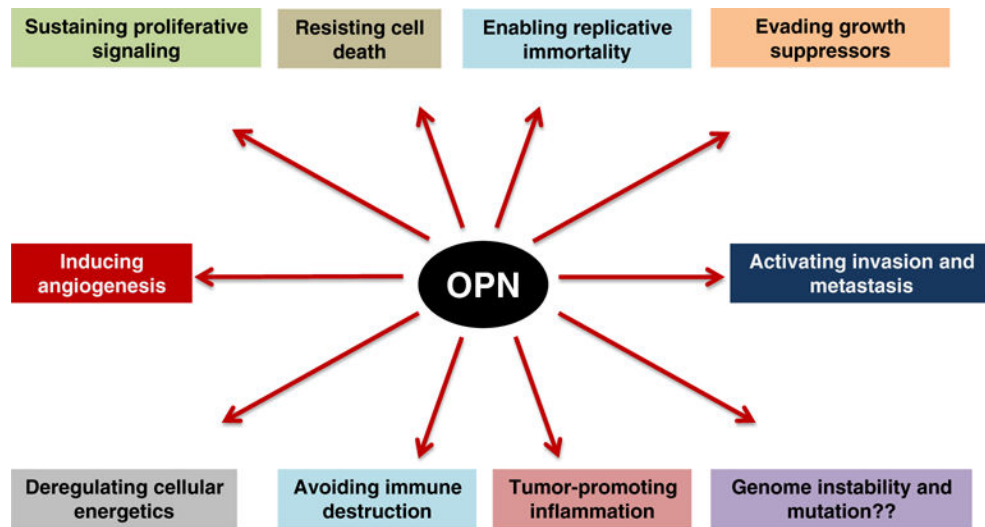 Sustaining proliferative
signaling
Resisting cell
death
Enabling replicative
immortality
Evading growth
suppressors
Inducing
angiogenesis
OPN
Activating invasion and
metastasis
Deregulating cellular
energetics
Avoiding immune
destruction
Tumor-promoting
inflammation
Genome instability and
mutation??